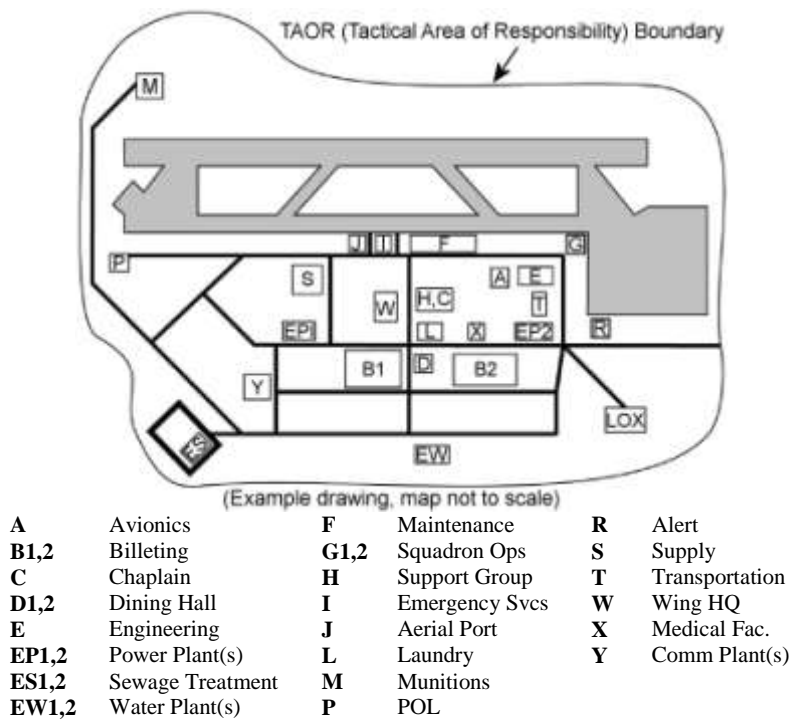 TAOR (Tactical Area of Responsibility) Boundary
M
J I F G
P
S A E
W H,C T
EP1 L X EP2 R
B1 D B2
Y
LOX
ES
EW
(Example drawing, map not to scale)
A Avionics F Maintenance R Alert
B1,2 Billeting G1,2 Squadron Ops S Supply
C Chaplain H Support Group T Transportation
D1,2 Dining Hall I Emergency Svcs W Wing HQ
E Engineering J Aerial Port X Medical Fac.
EP1,2 Power Plant(s) L Laundry Y Comm Plant(s)
ES1,2 Sewage Treatment M Munitions
EW1,2 Water Plant(s) P POL